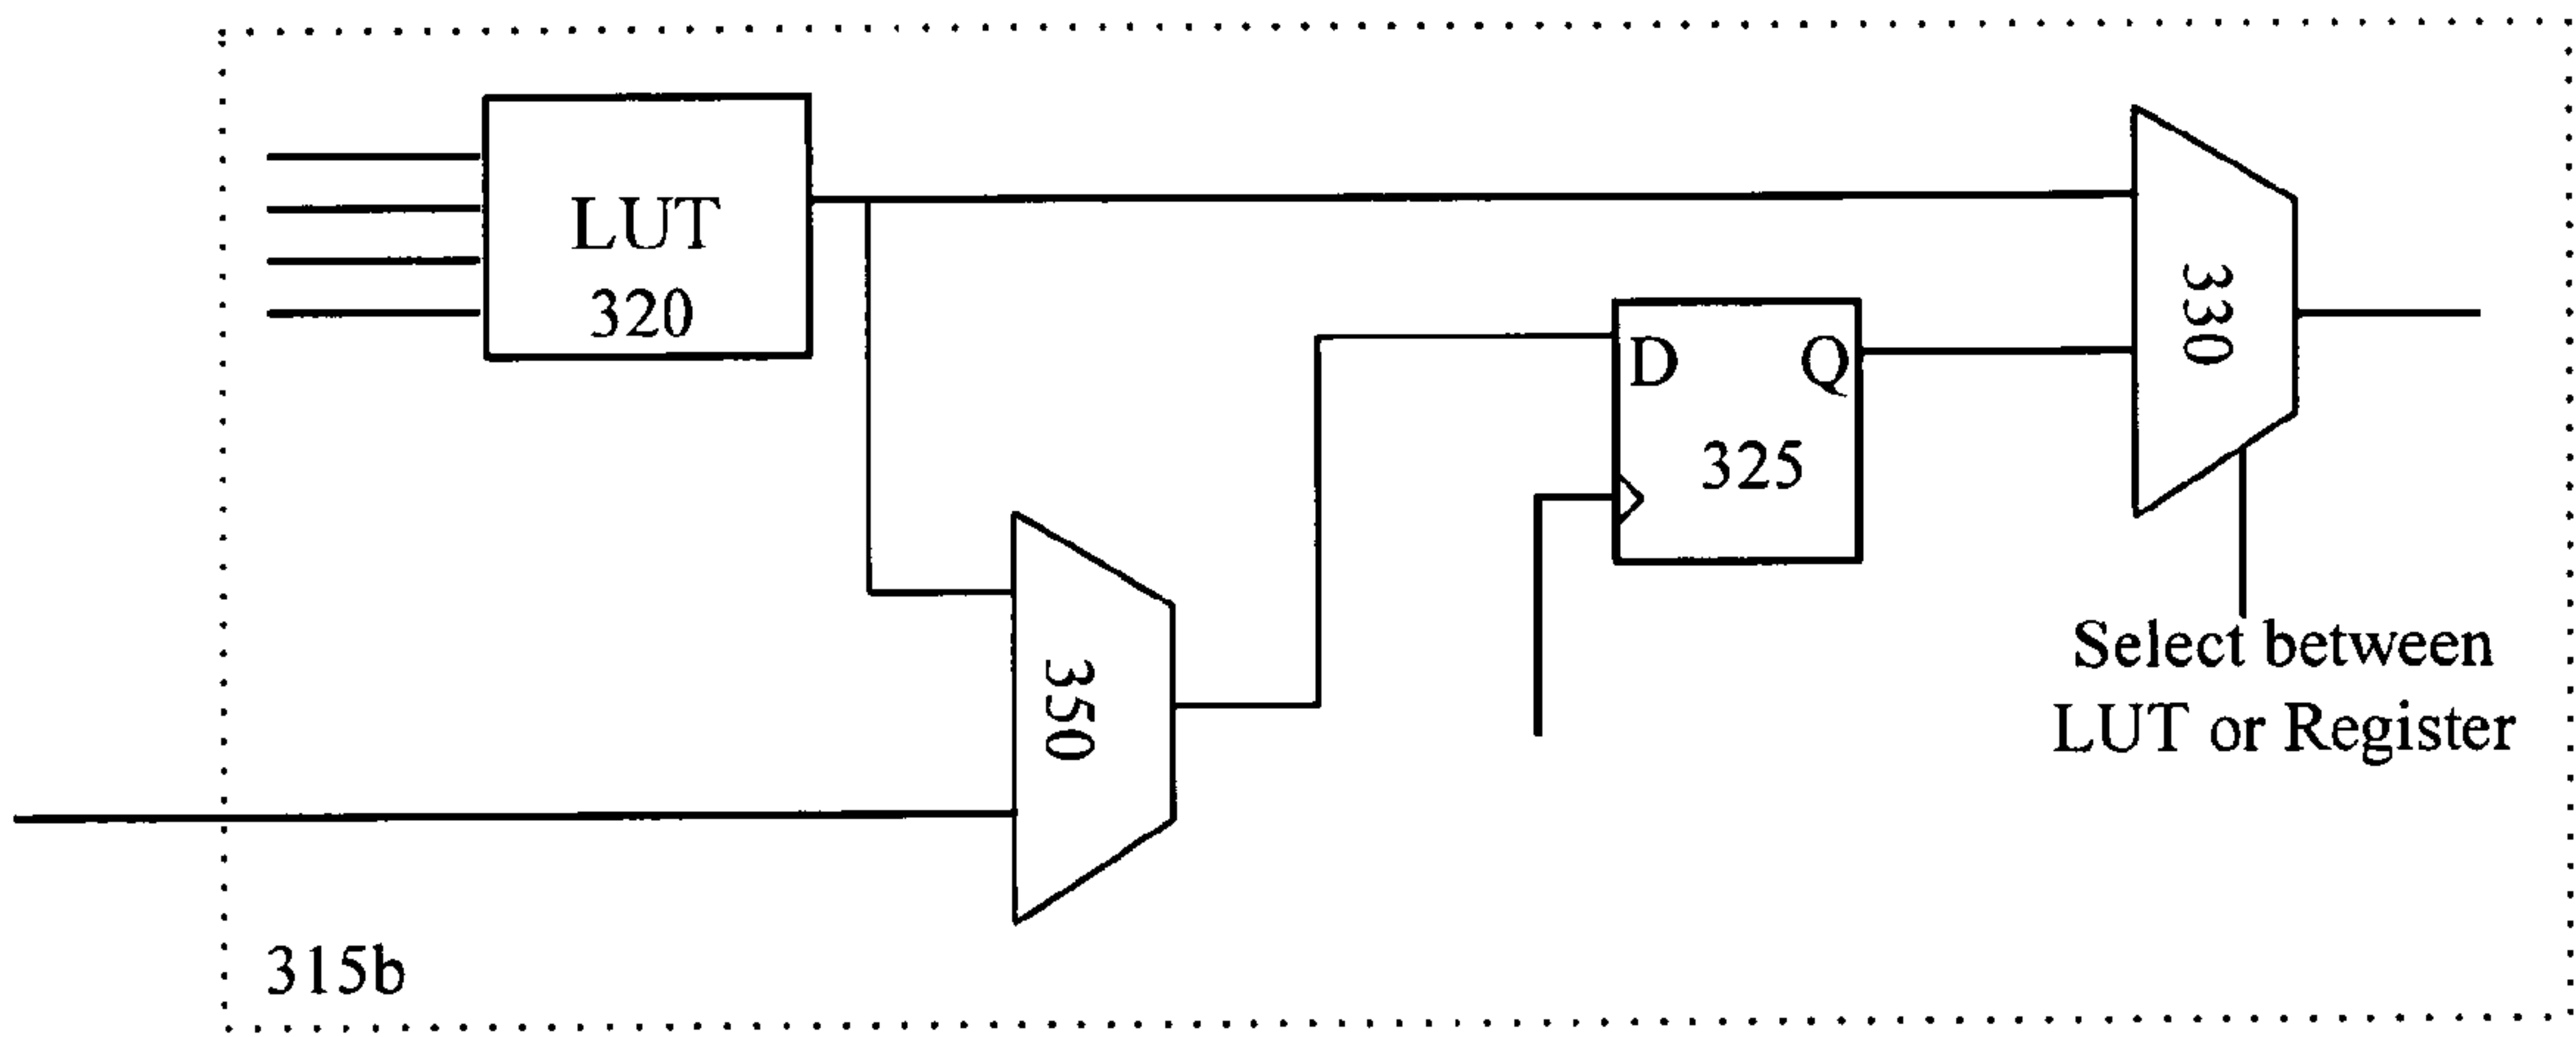 LUT
320
330
D
Q
325
350
Select between
LUT or Register
315b